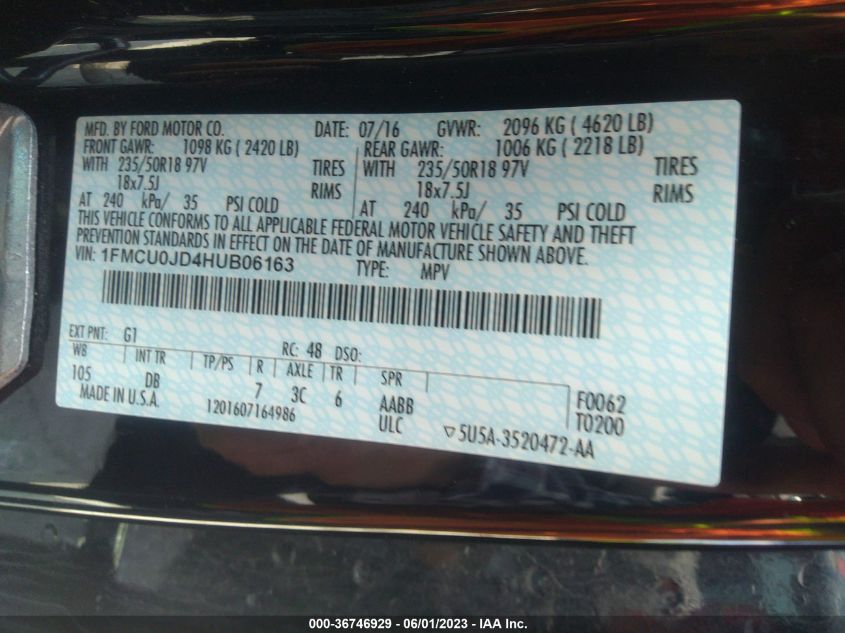 MFD. BY FORD MOTOR CO. DATE: 07/16 GVWR: 2096 KG ( 4620 LB)
FRONT GAWR: 1098 KG ( 2420 LB) REAR GAWR: 1006 KG ( 2218 LB)
WITH 235/50R18 97V TIRES WITH 235/50R18 97V TIRES
18x7.5J RIMS 18x7.5J RIMS
AT 240 kPa/ 35 PSI COLD AT 240 kPa/ 35 PSI COLD
THIS VEHICLE CONFORMS TO ALL APPLICABLE FEDERAL MOTOR VEHICLE SAFETY AND THEFT
PREVENTION STANDARDS IN EFFECT ON THE DATE OF MANUFACTURE SHOWN ABOVE.
VIN: 1FMCU0JD4HUB06163 TYPE: MPV
EXT PNT: G1 RC: 48 DSO:
WB INT TR TP/PS R AXLE TR SPR
105 DB 7 3C 6 AABB F0062
MADE IN U.S.A. ULC T0200
1201607164986 5U5A-3520472-AA
000-36746929 - 06/01/2023 - IAA Inc.